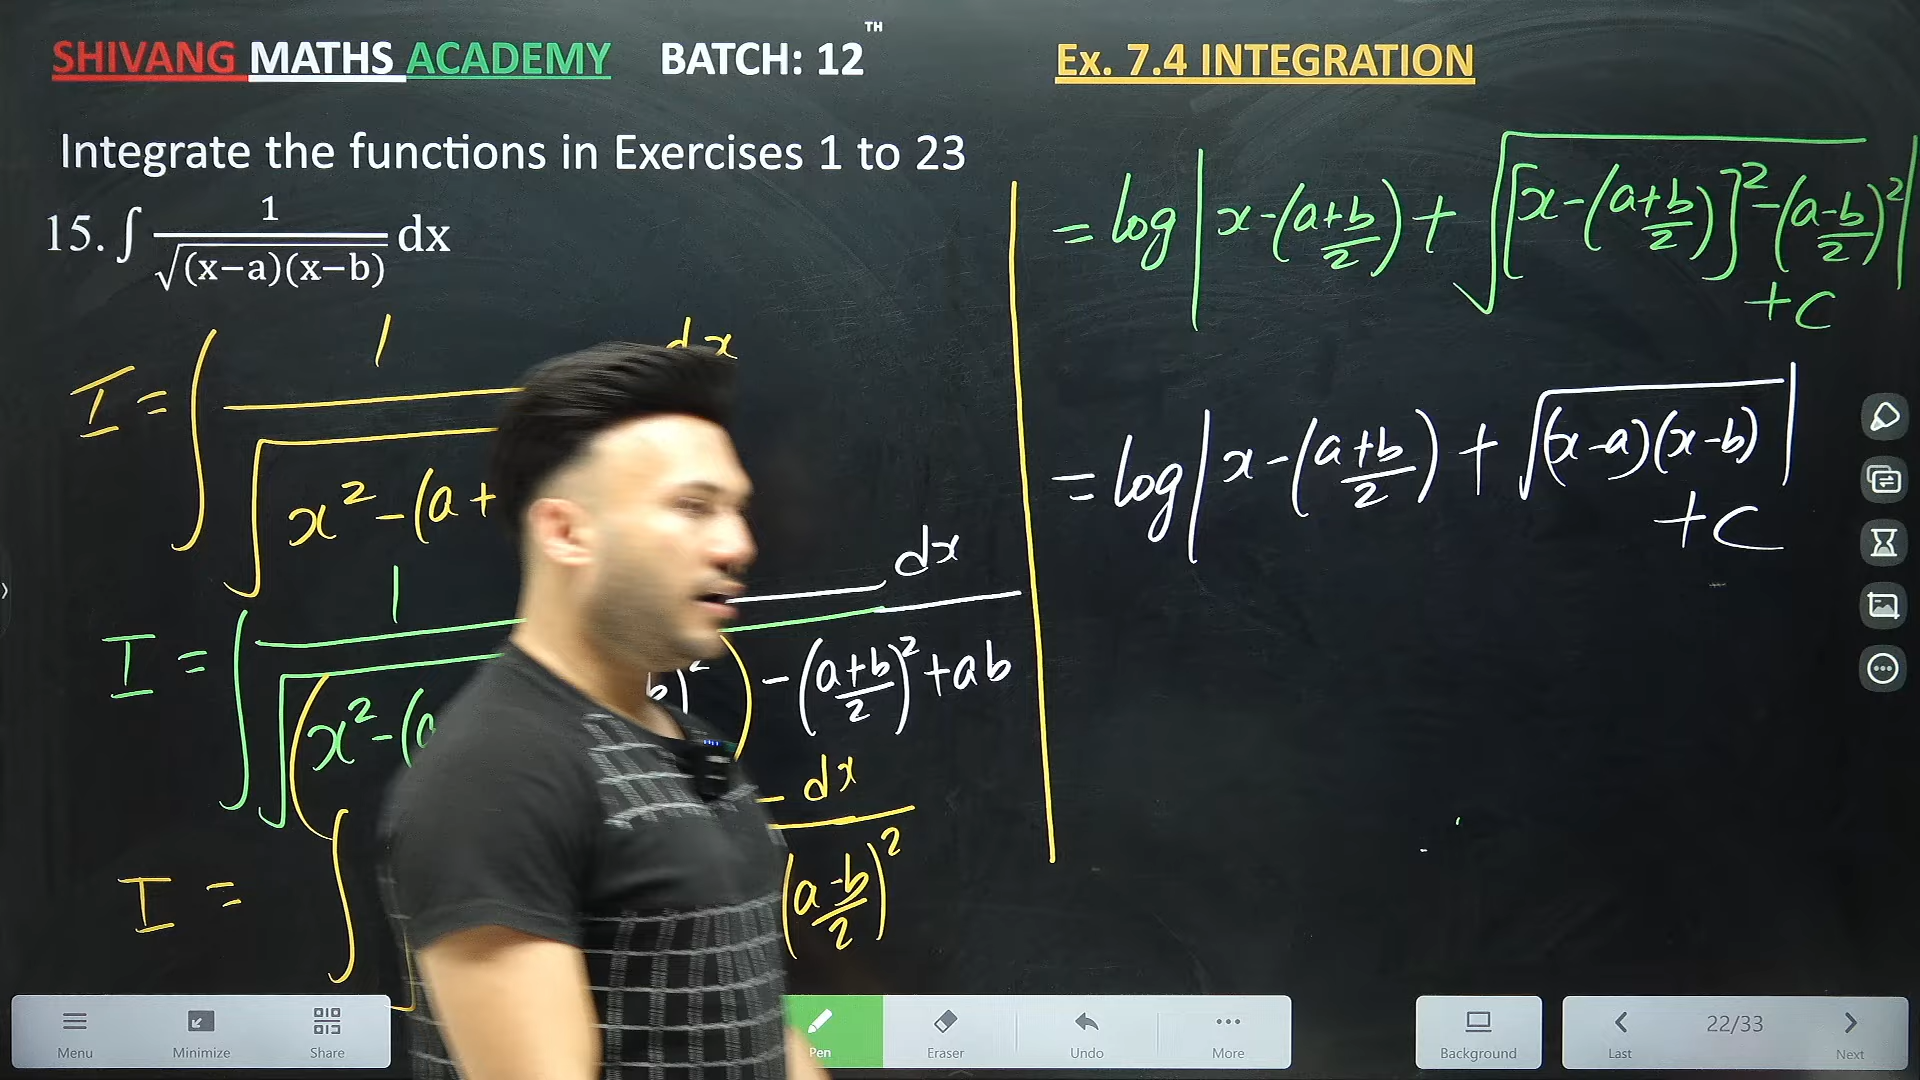 SHIVANG MATHS ACADEMY BATCH: 12TH
Ex. 7.4 INTEGRATION
Integrate the functions in Exercises 1 to 23
15. ∫ 1/√((x−a)(x−b)) dx
I = ∫ 1 dx
√ x² − (a +
I = ∫ 1 dx
√ (x² − (a b)²) − (a+b/2)² + ab
I = ∫ dx
(a−b/2)²
= log | x − (a+b/2) + √([x − (a+b/2)]² − (a−b/2)²) | + C
= log | x − (a+b/2) + √((x−a)(x−b)) | + C
Menu Minimize Share Pen Eraser Undo More Background Last 22/33 Next